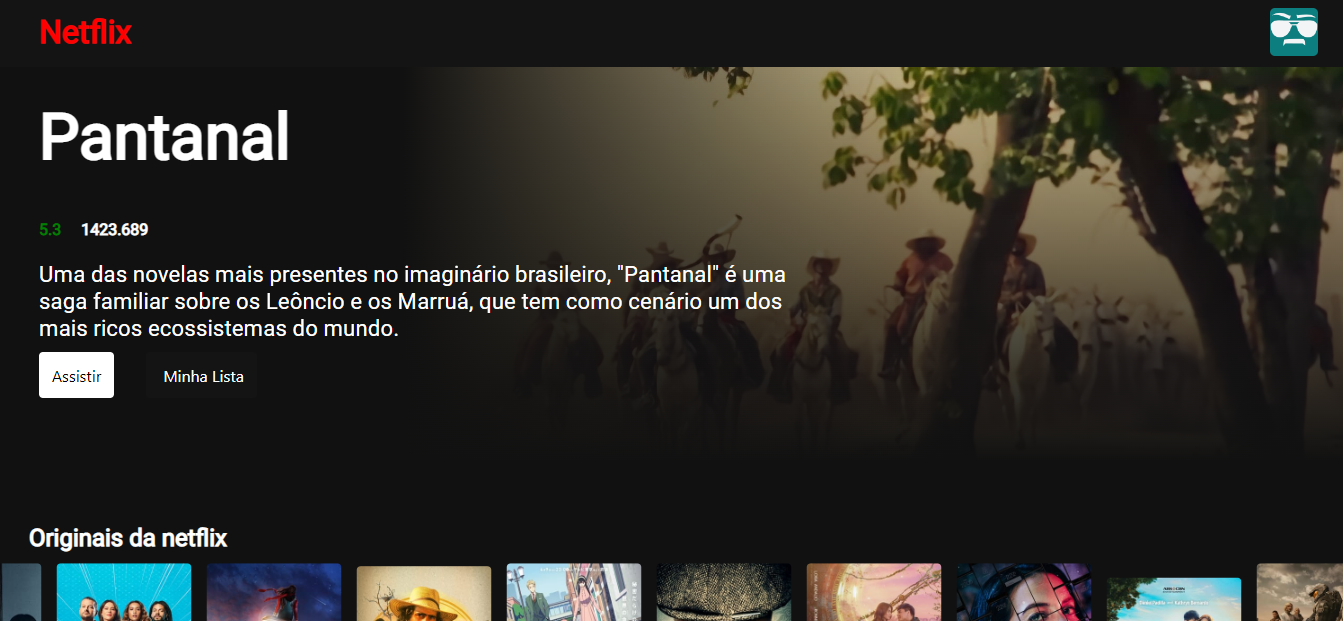 Netflix
Pantanal
5.3 1423.689
Uma das novelas mais presentes no imaginário brasileiro, "Pantanal" é uma
saga familiar sobre os Leôncio e os Marruá, que tem como cenário um dos
mais ricos ecossistemas do mundo.
Assistir Minha Lista
Originais da netflix